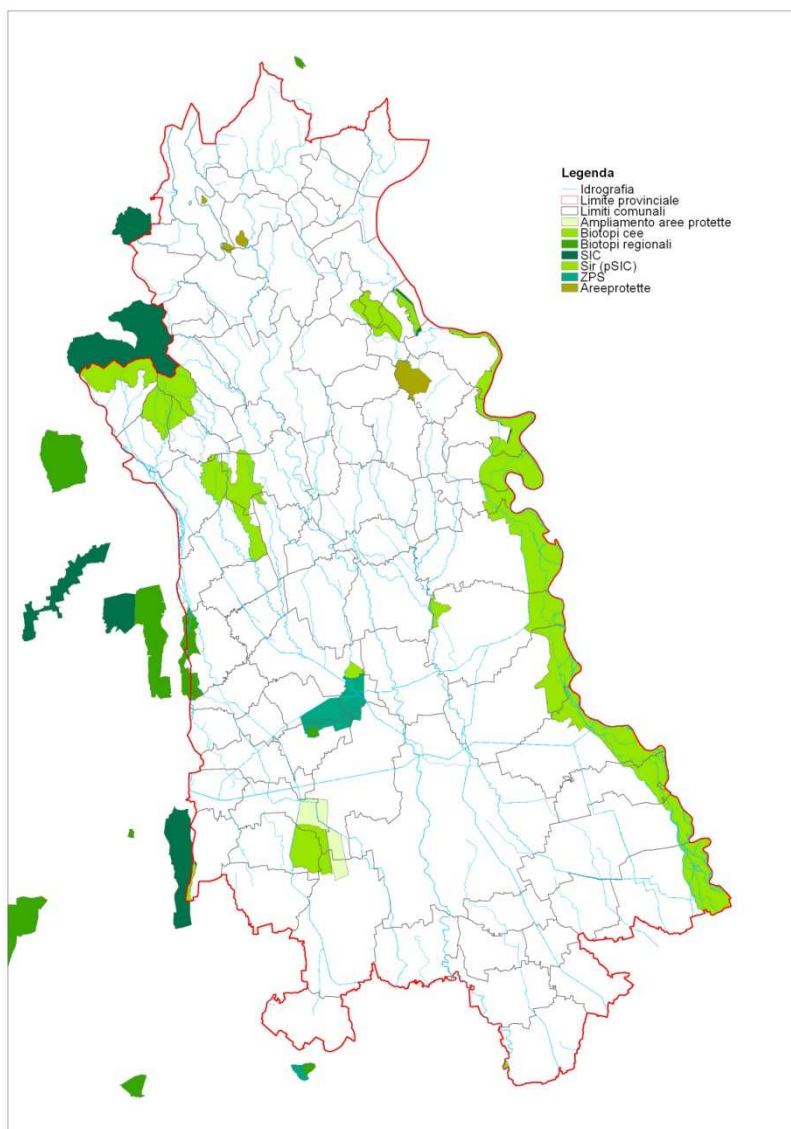 Legenda
Idrografia
Limite provinciale
Limiti comunali
Ampliamento aree protette
Biotopi cee
Biotopi regionali
SIC
Sir (pSIC)
ZPS
Areeprotette